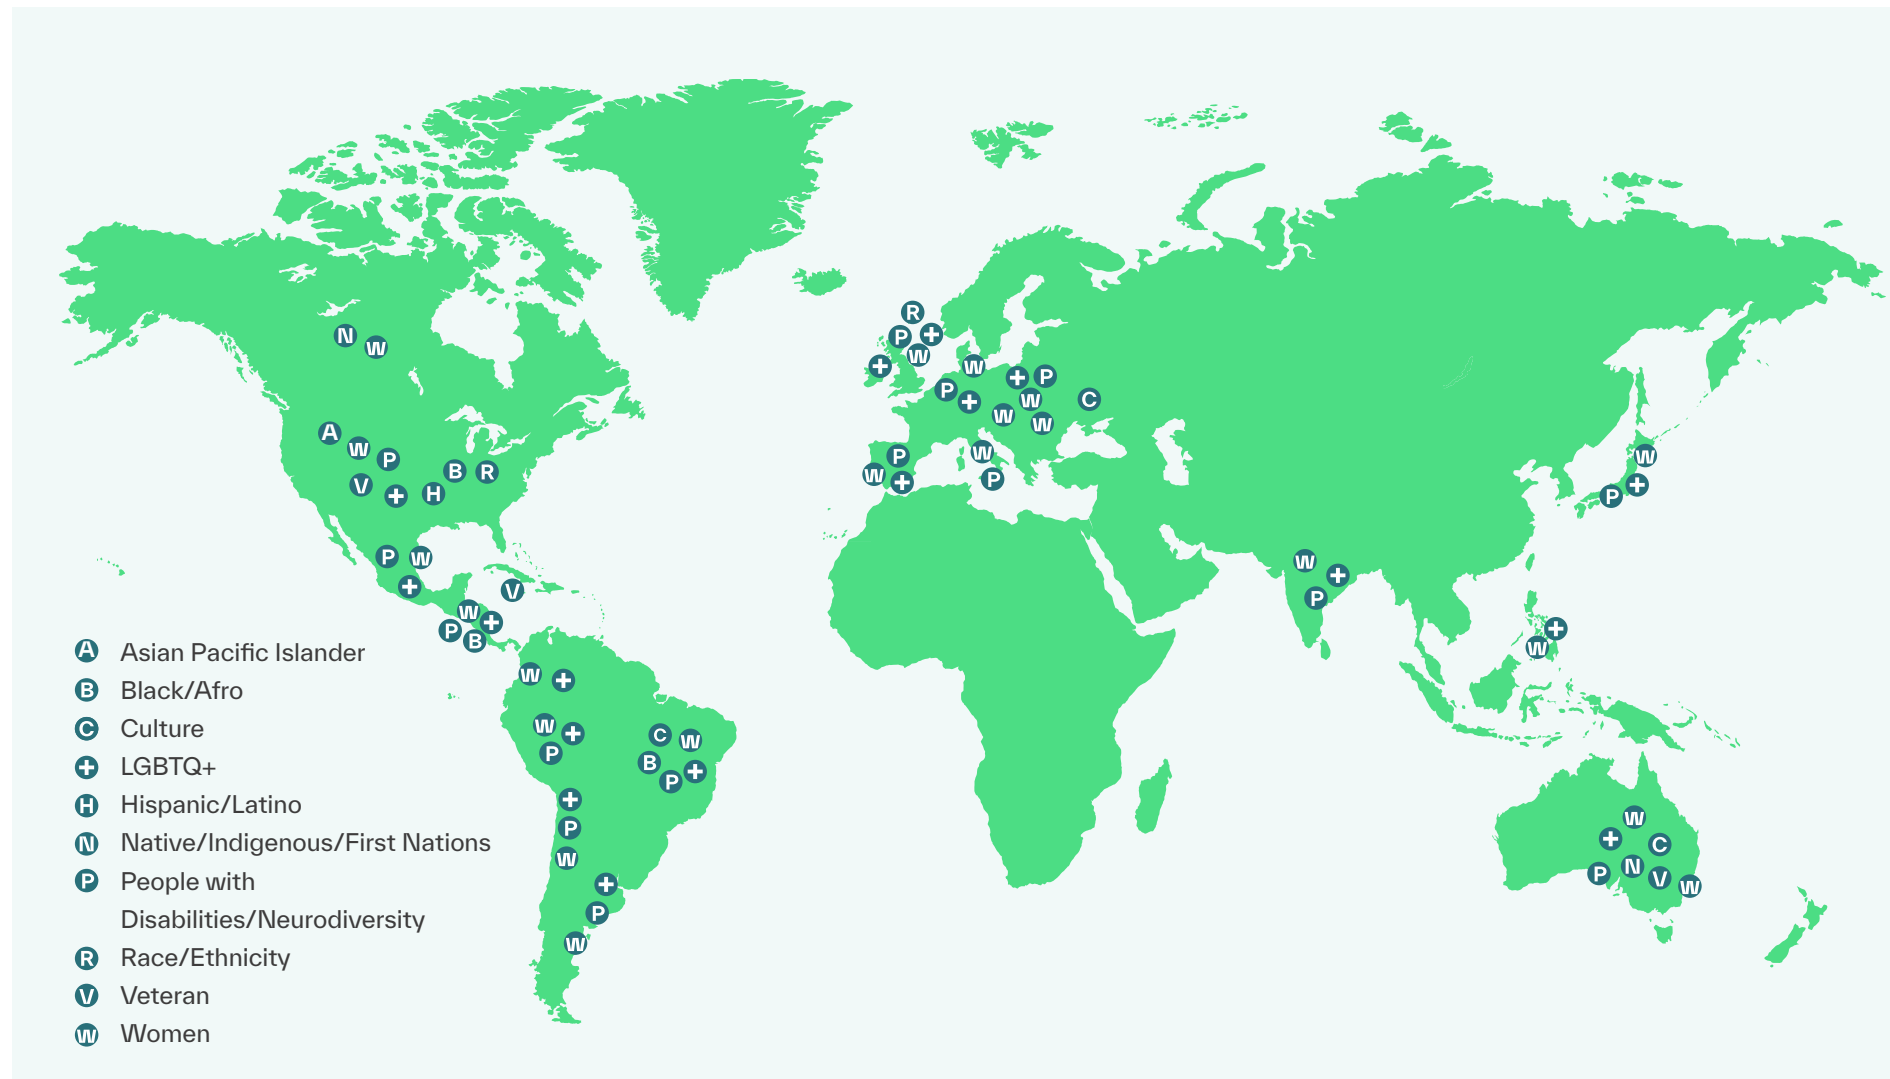 R
P +
N W W
+ W
+ P
P
+ W C
W W
A
W P W P W
B R
V + H W + P
P +
P W
W
+ V +
P
W +
P B
+
W
A Asian Pacific Islander
W +
B Black/Afro
C Culture
W + C W
P B
+ LGBTQ+
P +
H Hispanic/Latino
+
P
W
N Native/Indigenous/First Nations
+ C
W N
P V
P People with
Disabilities/Neurodiversity
+ W
P
W
R Race/Ethnicity
V Veteran
W Women